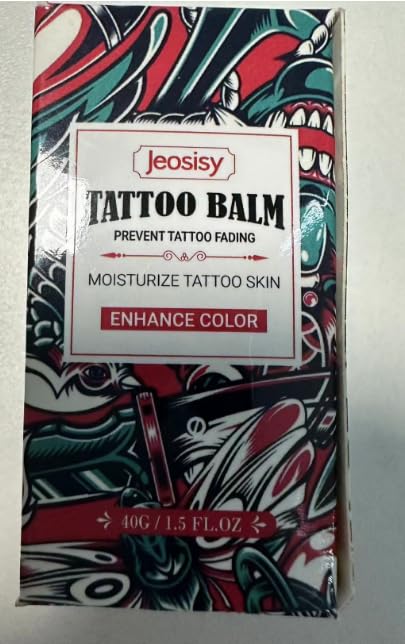 Jeosisy
TATTOO BALM
PREVENT TATTOO FADING
MOISTURIZE TATTOO SKIN
ENHANCE COLOR
40G / 1.5 FL.OZ